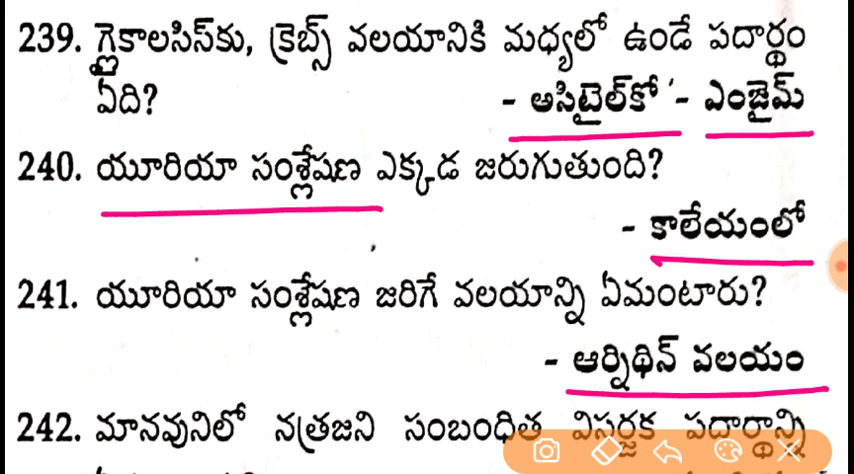 239. గ్లైకాలసిస్‌కు, క్రెబ్స్ వలయానికి మధ్యలో ఉండే పదార్థం
ఏది? - ఆసిటైల్‌కో '- ఎంజైమ్
240. యూరియా సంశ్లేషణ ఎక్కడ జరుగుతుంది?
- కాలేయంలో
241. యూరియా సంశ్లేషణ జరిగే వలయాన్ని ఏమంటారు?
- ఆర్నిథిన్ వలయం
242. మానవునిలో నత్రజని సంబంధిత విసర్జక పదార్థాన్ని